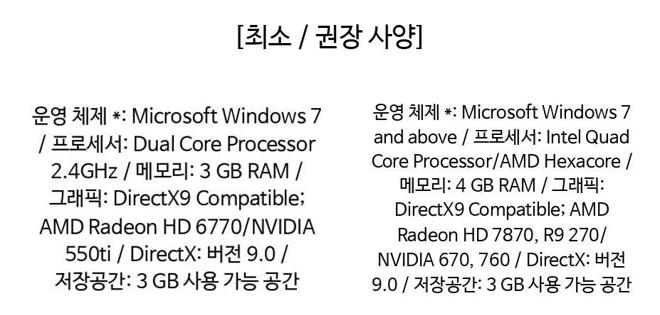 [최소 / 권장 사양]
운영 체제 *: Microsoft Windows 7
/ 프로세서: Dual Core Processor
2.4GHz / 메모리: 3 GB RAM /
그래픽: DirectX9 Compatible;
AMD Radeon HD 6770/NVIDIA
550ti / DirectX: 버전 9.0 /
저장공간: 3 GB 사용 가능 공간
운영 체제 *: Microsoft Windows 7
and above / 프로세서: Intel Quad
Core Processor/AMD Hexacore /
메모리: 4 GB RAM / 그래픽:
DirectX9 Compatible; AMD
Radeon HD 7870, R9 270/
NVIDIA 670, 760 / DirectX: 버전
9.0 / 저장공간: 3 GB 사용 가능 공간